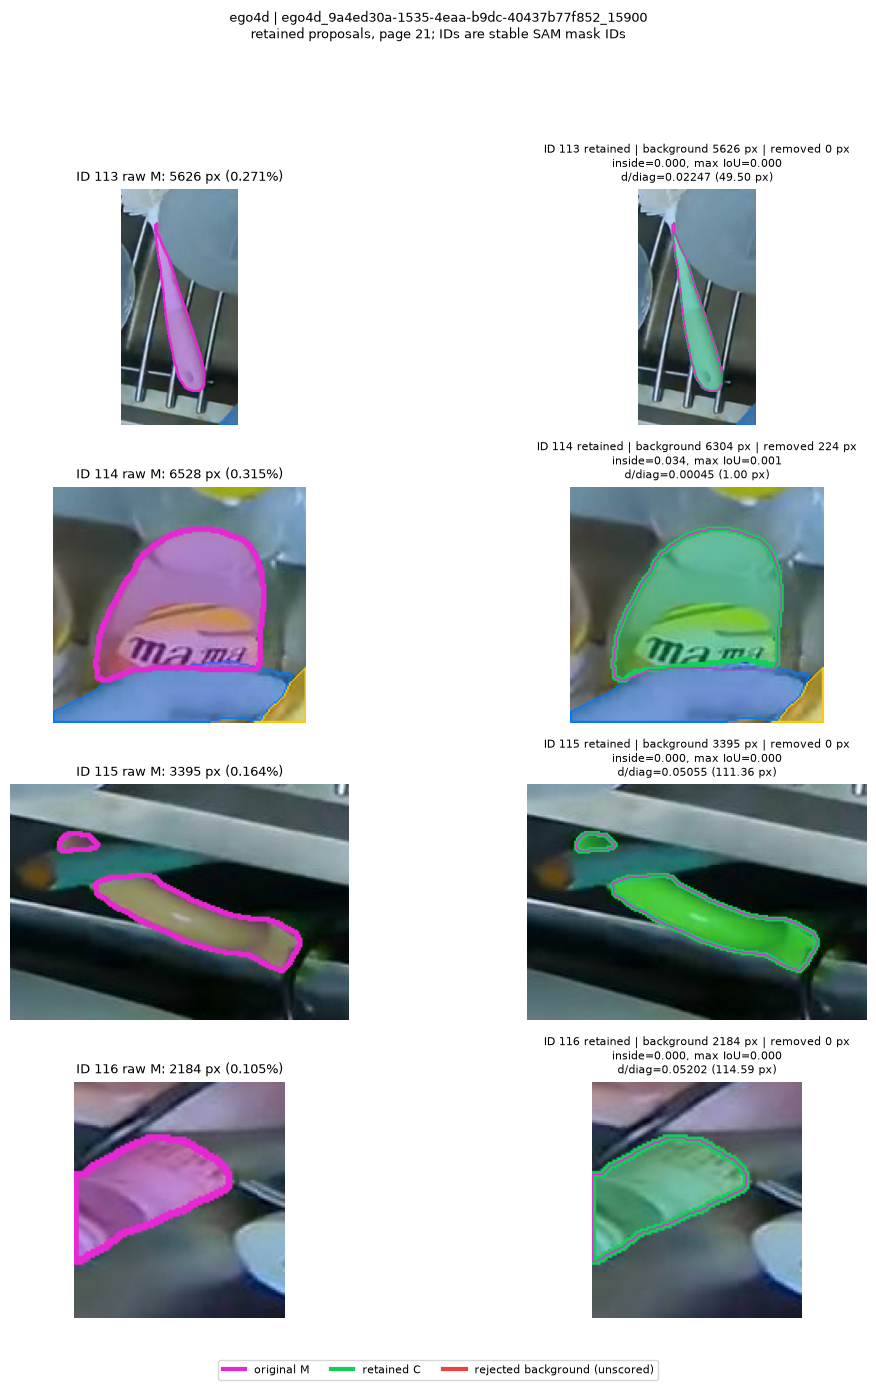 ego4d | ego4d_9a4ed30a-1535-4eaa-b9dc-40437b77f852_15900
retained proposals, page 21; IDs are stable SAM mask IDs
ID 113 raw M: 5626 px (0.271%)
ID 113 retained | background 5626 px | removed 0 px
inside=0.000, max IoU=0.000
d/diag=0.02247 (49.50 px)
ID 114 raw M: 6528 px (0.315%)
ID 114 retained | background 6304 px | removed 224 px
inside=0.034, max IoU=0.001
d/diag=0.00045 (1.00 px)
ma ma
ma ma
ID 115 raw M: 3395 px (0.164%)
ID 115 retained | background 3395 px | removed 0 px
inside=0.000, max IoU=0.000
d/diag=0.05055 (111.36 px)
ID 116 raw M: 2184 px (0.105%)
ID 116 retained | background 2184 px | removed 0 px
inside=0.000, max IoU=0.000
d/diag=0.05202 (114.59 px)
original M
retained C
rejected background (unscored)